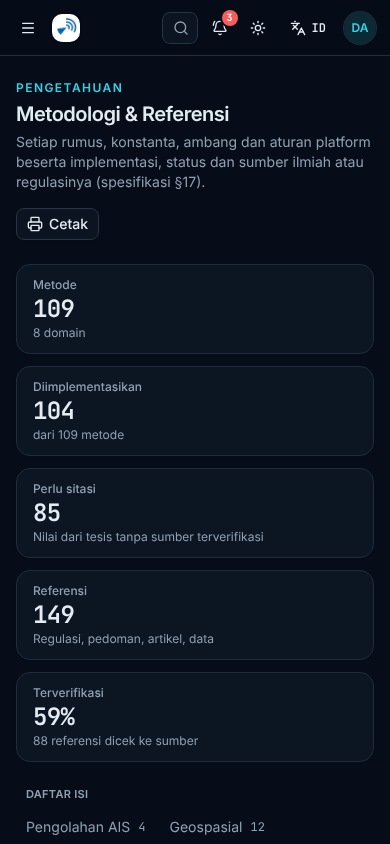 3
ID
DA
PENGETAHUAN
Metodologi & Referensi
Setiap rumus, konstanta, ambang dan aturan platform
beserta implementasi, status dan sumber ilmiah atau
regulasinya (spesifikasi §17).
Cetak
Metode
109
8 domain
Diimplementasikan
104
dari 109 metode
Perlu sitasi
85
Nilai dari tesis tanpa sumber terverifikasi
Referensi
149
Regulasi, pedoman, artikel, data
Terverifikasi
59%
88 referensi dicek ke sumber
DAFTAR ISI
Pengolahan AIS 4 Geospasial 12